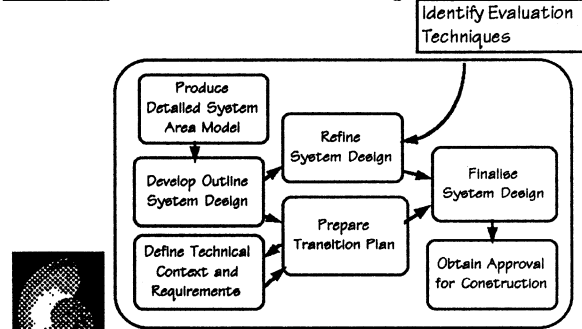 Identify Evaluation
Techniques
Produce
Detailed System
Area Model
Refine
System Design
Develop Outline
System Design
Finalise
System Design
Prepare
Transition Plan
Define Technical
Context and
Requirements
Obtain Approval
for Construction